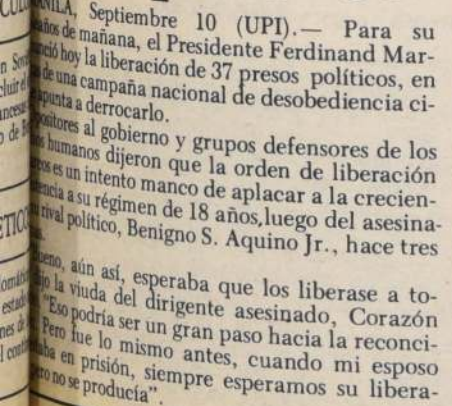 Septiembre 10 (UPI).— Para su
de mañana, el Presidente Ferdinand Mar-
hoy la liberación de 37 presos políticos, en
de una campaña nacional de desobediencia ci-
apunta a derrocarlo.
al gobierno y grupos defensores de los
humanos dijeron que la orden de liberación
es un intento manco de aplacar a la crecien-
a su régimen de 18 años,luego del asesina-
rival político, Benigno S. Aquino Jr., hace tres
aún así, esperaba que los liberase a to-
la viuda del dirigente asesinado, Corazón
"Eso podría ser un gran paso hacia la reconci-
Pero fue lo mismo antes, cuando mi esposo
en prisión, siempre esperamos su libera-
no se producía".